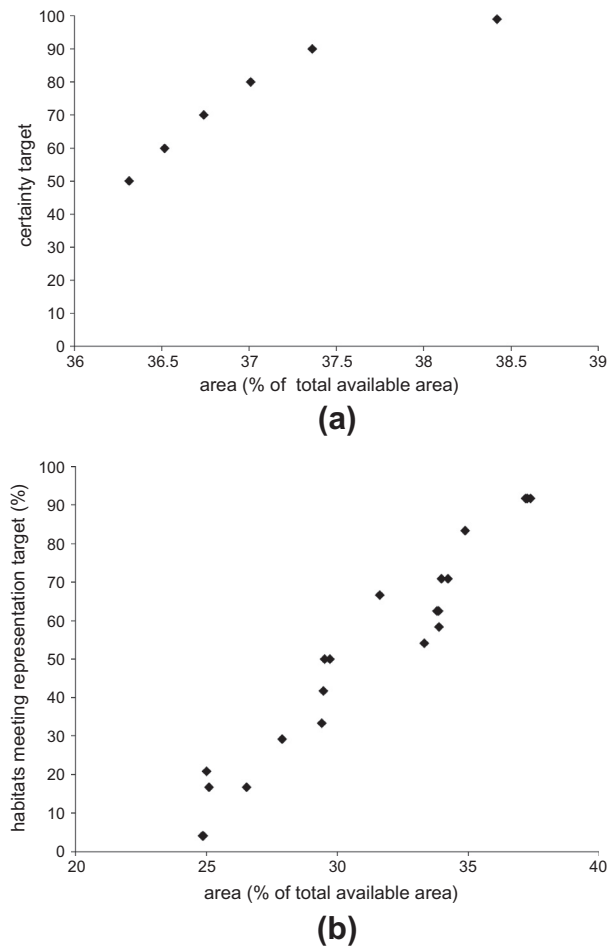 100
90
80
70
60
50
40
30
20
10
0
certainty target
36 36.5 37 37.5 38 38.5 39
area (% of total available area)
(a)
100
90
80
70
60
50
40
30
20
10
0
habitats meeting representation target (%)
20 25 30 35 40
area (% of total available area)
(b)